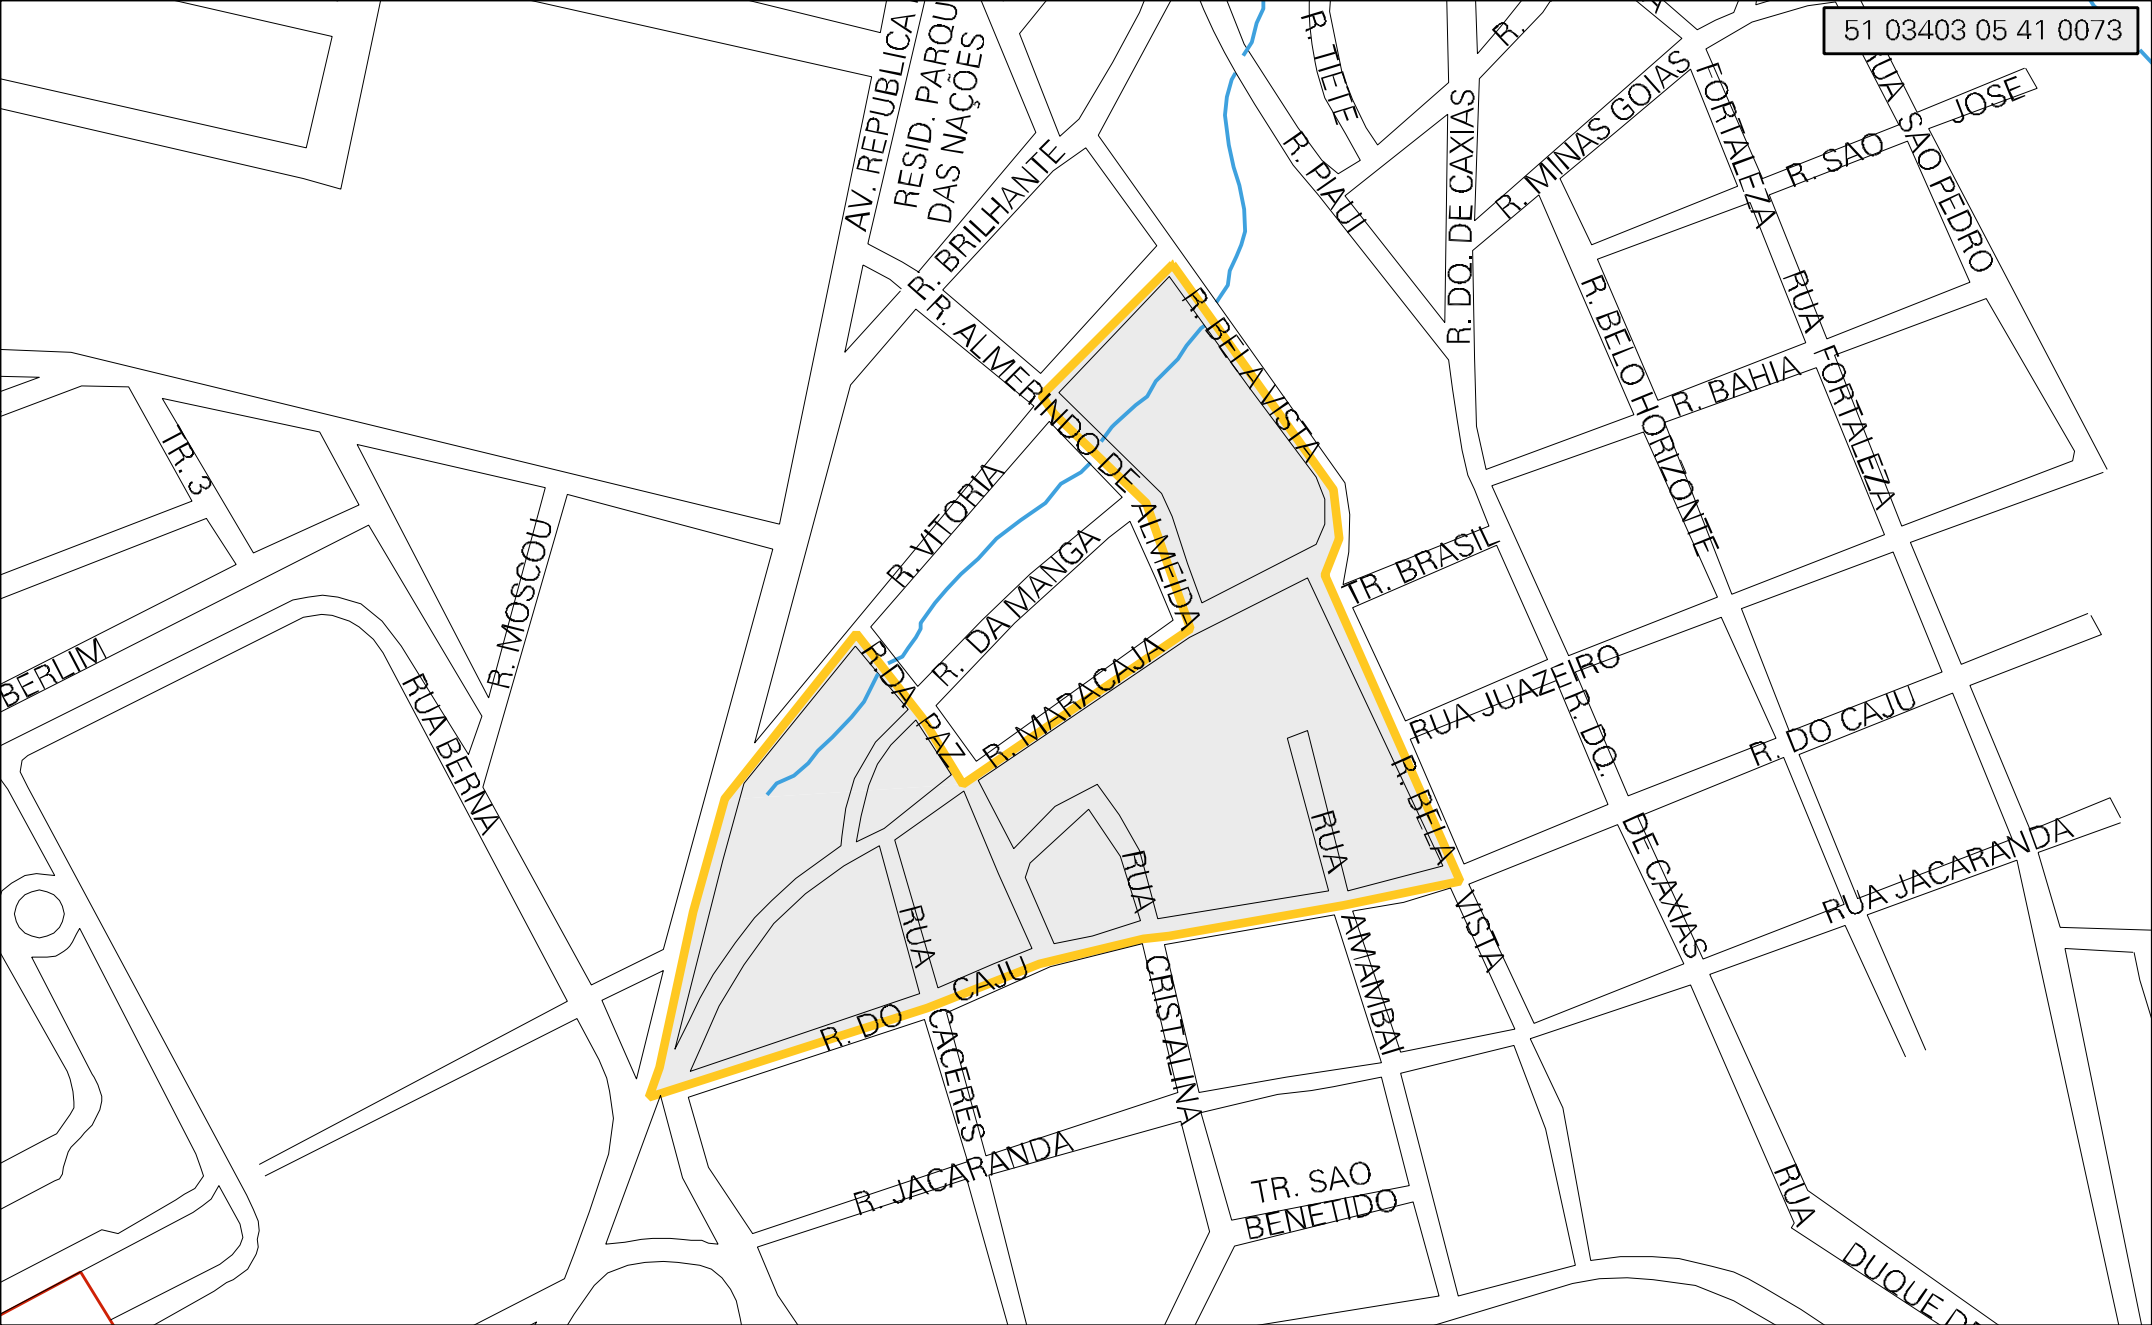 51 03403 05 41 0073
AV. REPUBLICA
RESID. PARQU
DAS NAÇÕES
R. BRILHANTE
R. TIETE
R. PIAUI
R. DQ. DE CAXIAS
R.
R. MINAS GOIAS
FORTALEZA
RUA SAO PEDRO
R. SAO JOSE
R. ALMERINDO DE ALMEIDA
R. BELA VISTA
R. BELO HORIZONTE
RUA FORTALEZA
R. BAHIA
TR. 3
R. MOSCOU
R. VITORIA
R. DA MANGA
TR. BRASIL
BERLIM
RUA BERNA
R. DA PAZ
R. MARACAJA
RUA JUAZEIRO
R. DQ. DE CAXIAS
R. DO CAJU
R. BELA VISTA
RUA JACARANDA
RUA CACERES
RUA CRISTALINA
RUA AMAMBAI
R. DO CAJU
R. JACARANDA
TR. SAO
BENETIDO
RUA DUQUE DE